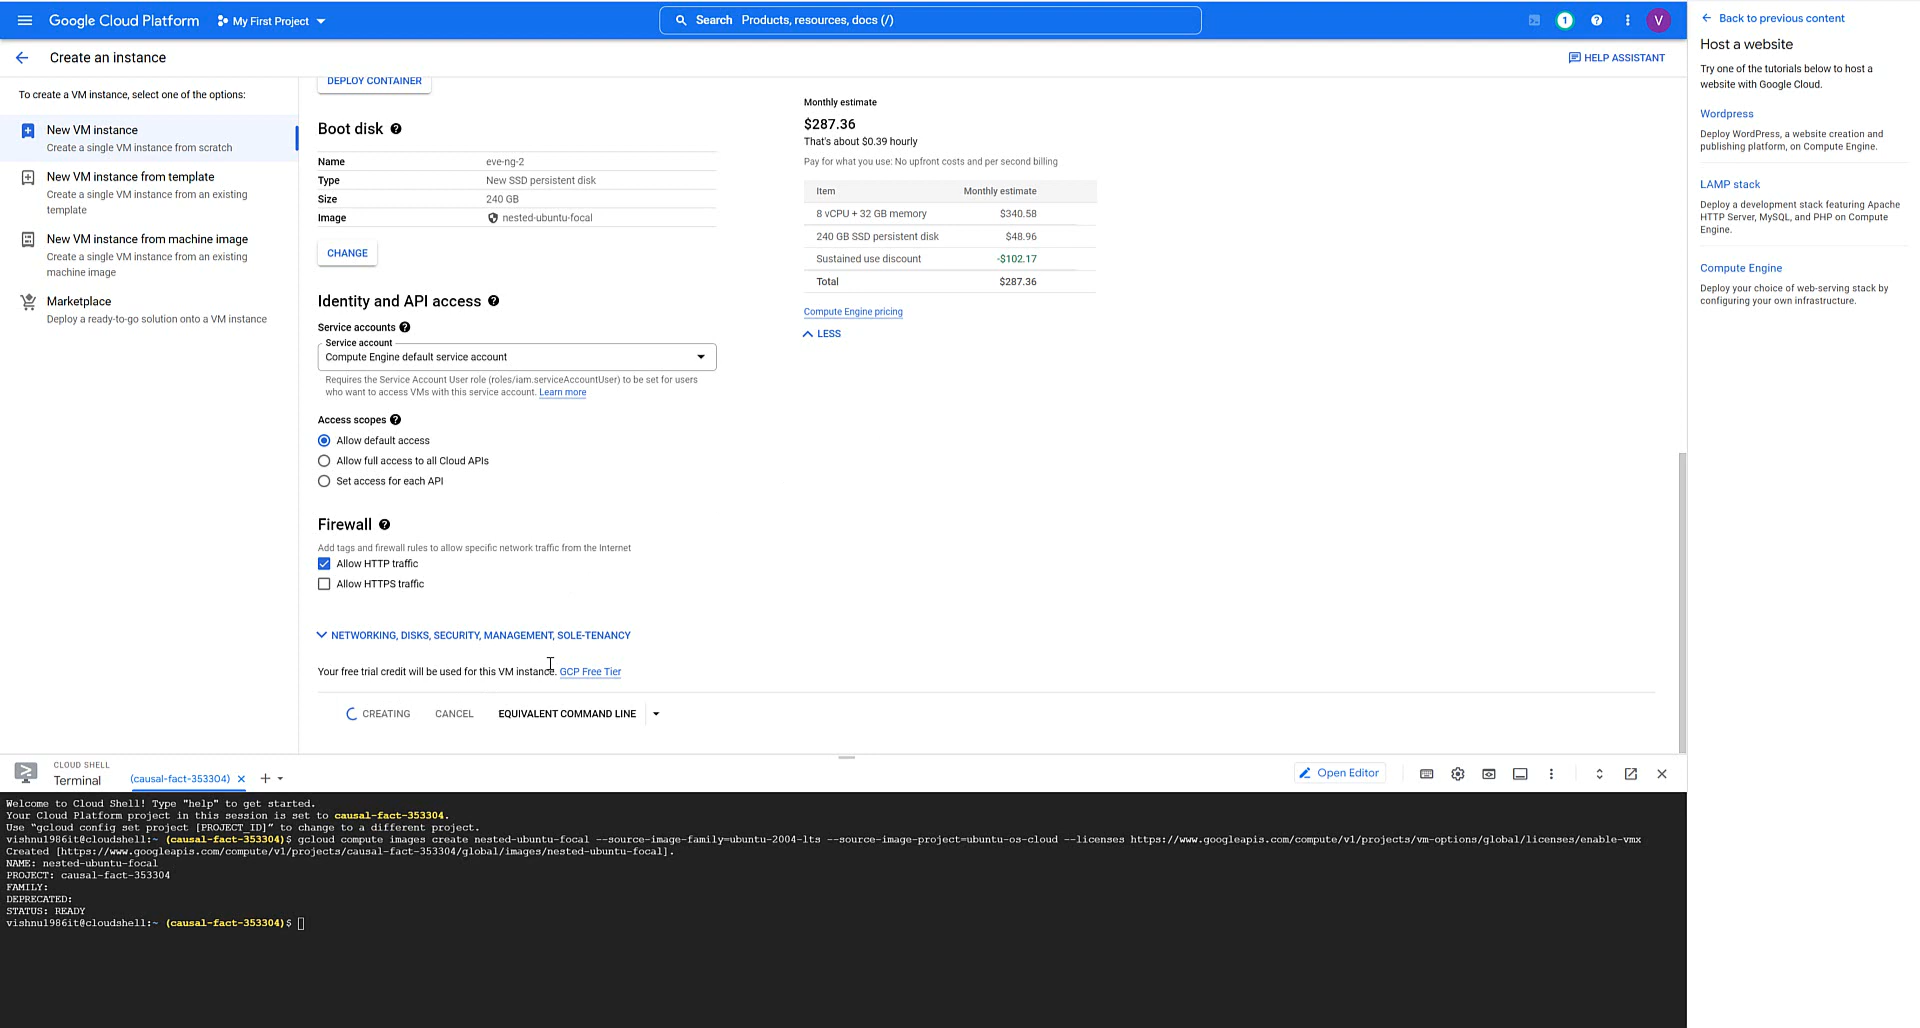 Google Cloud Platform
My First Project
Search Products, resources, docs (/)
1
V
Create an instance
HELP ASSISTANT
To create a VM instance, select one of the options:
New VM instance
Create a single VM instance from scratch
New VM instance from template
Create a single VM instance from an existing
template
New VM instance from machine image
Create a single VM instance from an existing
machine image
Marketplace
Deploy a ready-to-go solution onto a VM instance
DEPLOY CONTAINER
Boot disk
Name eve-ng-2
Type New SSD persistent disk
Size 240 GB
Image nested-ubuntu-focal
CHANGE
Identity and API access
Service accounts
Service account
Compute Engine default service account
Requires the Service Account User role (roles/iam.serviceAccountUser) to be set for users
who want to access VMs with this service account. Learn more
Access scopes
Allow default access
Allow full access to all Cloud APIs
Set access for each API
Firewall
Add tags and firewall rules to allow specific network traffic from the Internet
Allow HTTP traffic
Allow HTTPS traffic
NETWORKING, DISKS, SECURITY, MANAGEMENT, SOLE-TENANCY
Your free trial credit will be used for this VM instance. GCP Free Tier
CREATING CANCEL EQUIVALENT COMMAND LINE
Monthly estimate
$287.36
That's about $0.39 hourly
Pay for what you use: No upfront costs and per second billing
Item Monthly estimate
8 vCPU + 32 GB memory $340.58
240 GB SSD persistent disk $48.96
Sustained use discount -$102.17
Total $287.36
Compute Engine pricing
LESS
Back to previous content
Host a website
Try one of the tutorials below to host a
website with Google Cloud.
Wordpress
Deploy WordPress, a website creation and
publishing platform, on Compute Engine.
LAMP stack
Deploy a development stack featuring Apache
HTTP Server, MySQL, and PHP on Compute
Engine.
Compute Engine
Deploy your choice of web-serving stack by
configuring your own infrastructure.
CLOUD SHELL
Terminal
(causal-fact-353304)
Open Editor
Welcome to Cloud Shell! Type "help" to get started.
Your Cloud Platform project in this session is set to causal-fact-353304.
Use “gcloud config set project [PROJECT_ID]” to change to a different project.
vishnu1986it@cloudshell:~ (causal-fact-353304)$ gcloud compute images create nested-ubuntu-focal --source-image-family=ubuntu-2004-lts --source-image-project=ubuntu-os-cloud --licenses https://www.googleapis.com/compute/v1/projects/vm-options/global/licenses/enable-vmx
Created [https://www.googleapis.com/compute/v1/projects/causal-fact-353304/global/images/nested-ubuntu-focal].
NAME: nested-ubuntu-focal
PROJECT: causal-fact-353304
FAMILY:
DEPRECATED:
STATUS: READY
vishnu1986it@cloudshell:~ (causal-fact-353304)$